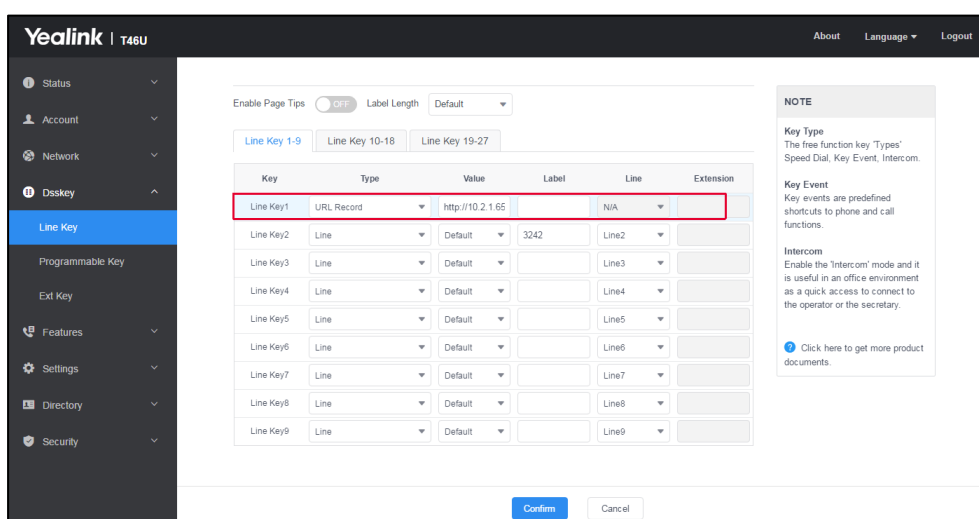 Yealink | T46U
About Language Logout
Status
Account
Network
Dsskey
Line Key
Programmable Key
Ext Key
Features
Settings
Directory
Security
Enable Page Tips OFF Label Length Default
Line Key 1-9 Line Key 10-18 Line Key 19-27
Key Type Value Label Line Extension
Line Key1 URL Record http://10.2.1.65 N/A
Line Key2 Line Default 3242 Line2
Line Key3 Line Default Line3
Line Key4 Line Default Line4
Line Key5 Line Default Line5
Line Key6 Line Default Line6
Line Key7 Line Default Line7
Line Key8 Line Default Line8
Line Key9 Line Default Line9
Confirm Cancel
NOTE
Key Type
The free function key 'Types'
Speed Dial, Key Event, Intercom.
Key Event
Key events are predefined
shortcuts to phone and call
functions.
Intercom
Enable the 'Intercom' mode and it
is useful in an office environment
as a quick access to connect to
the operator or the secretary.
Click here to get more product
documents.